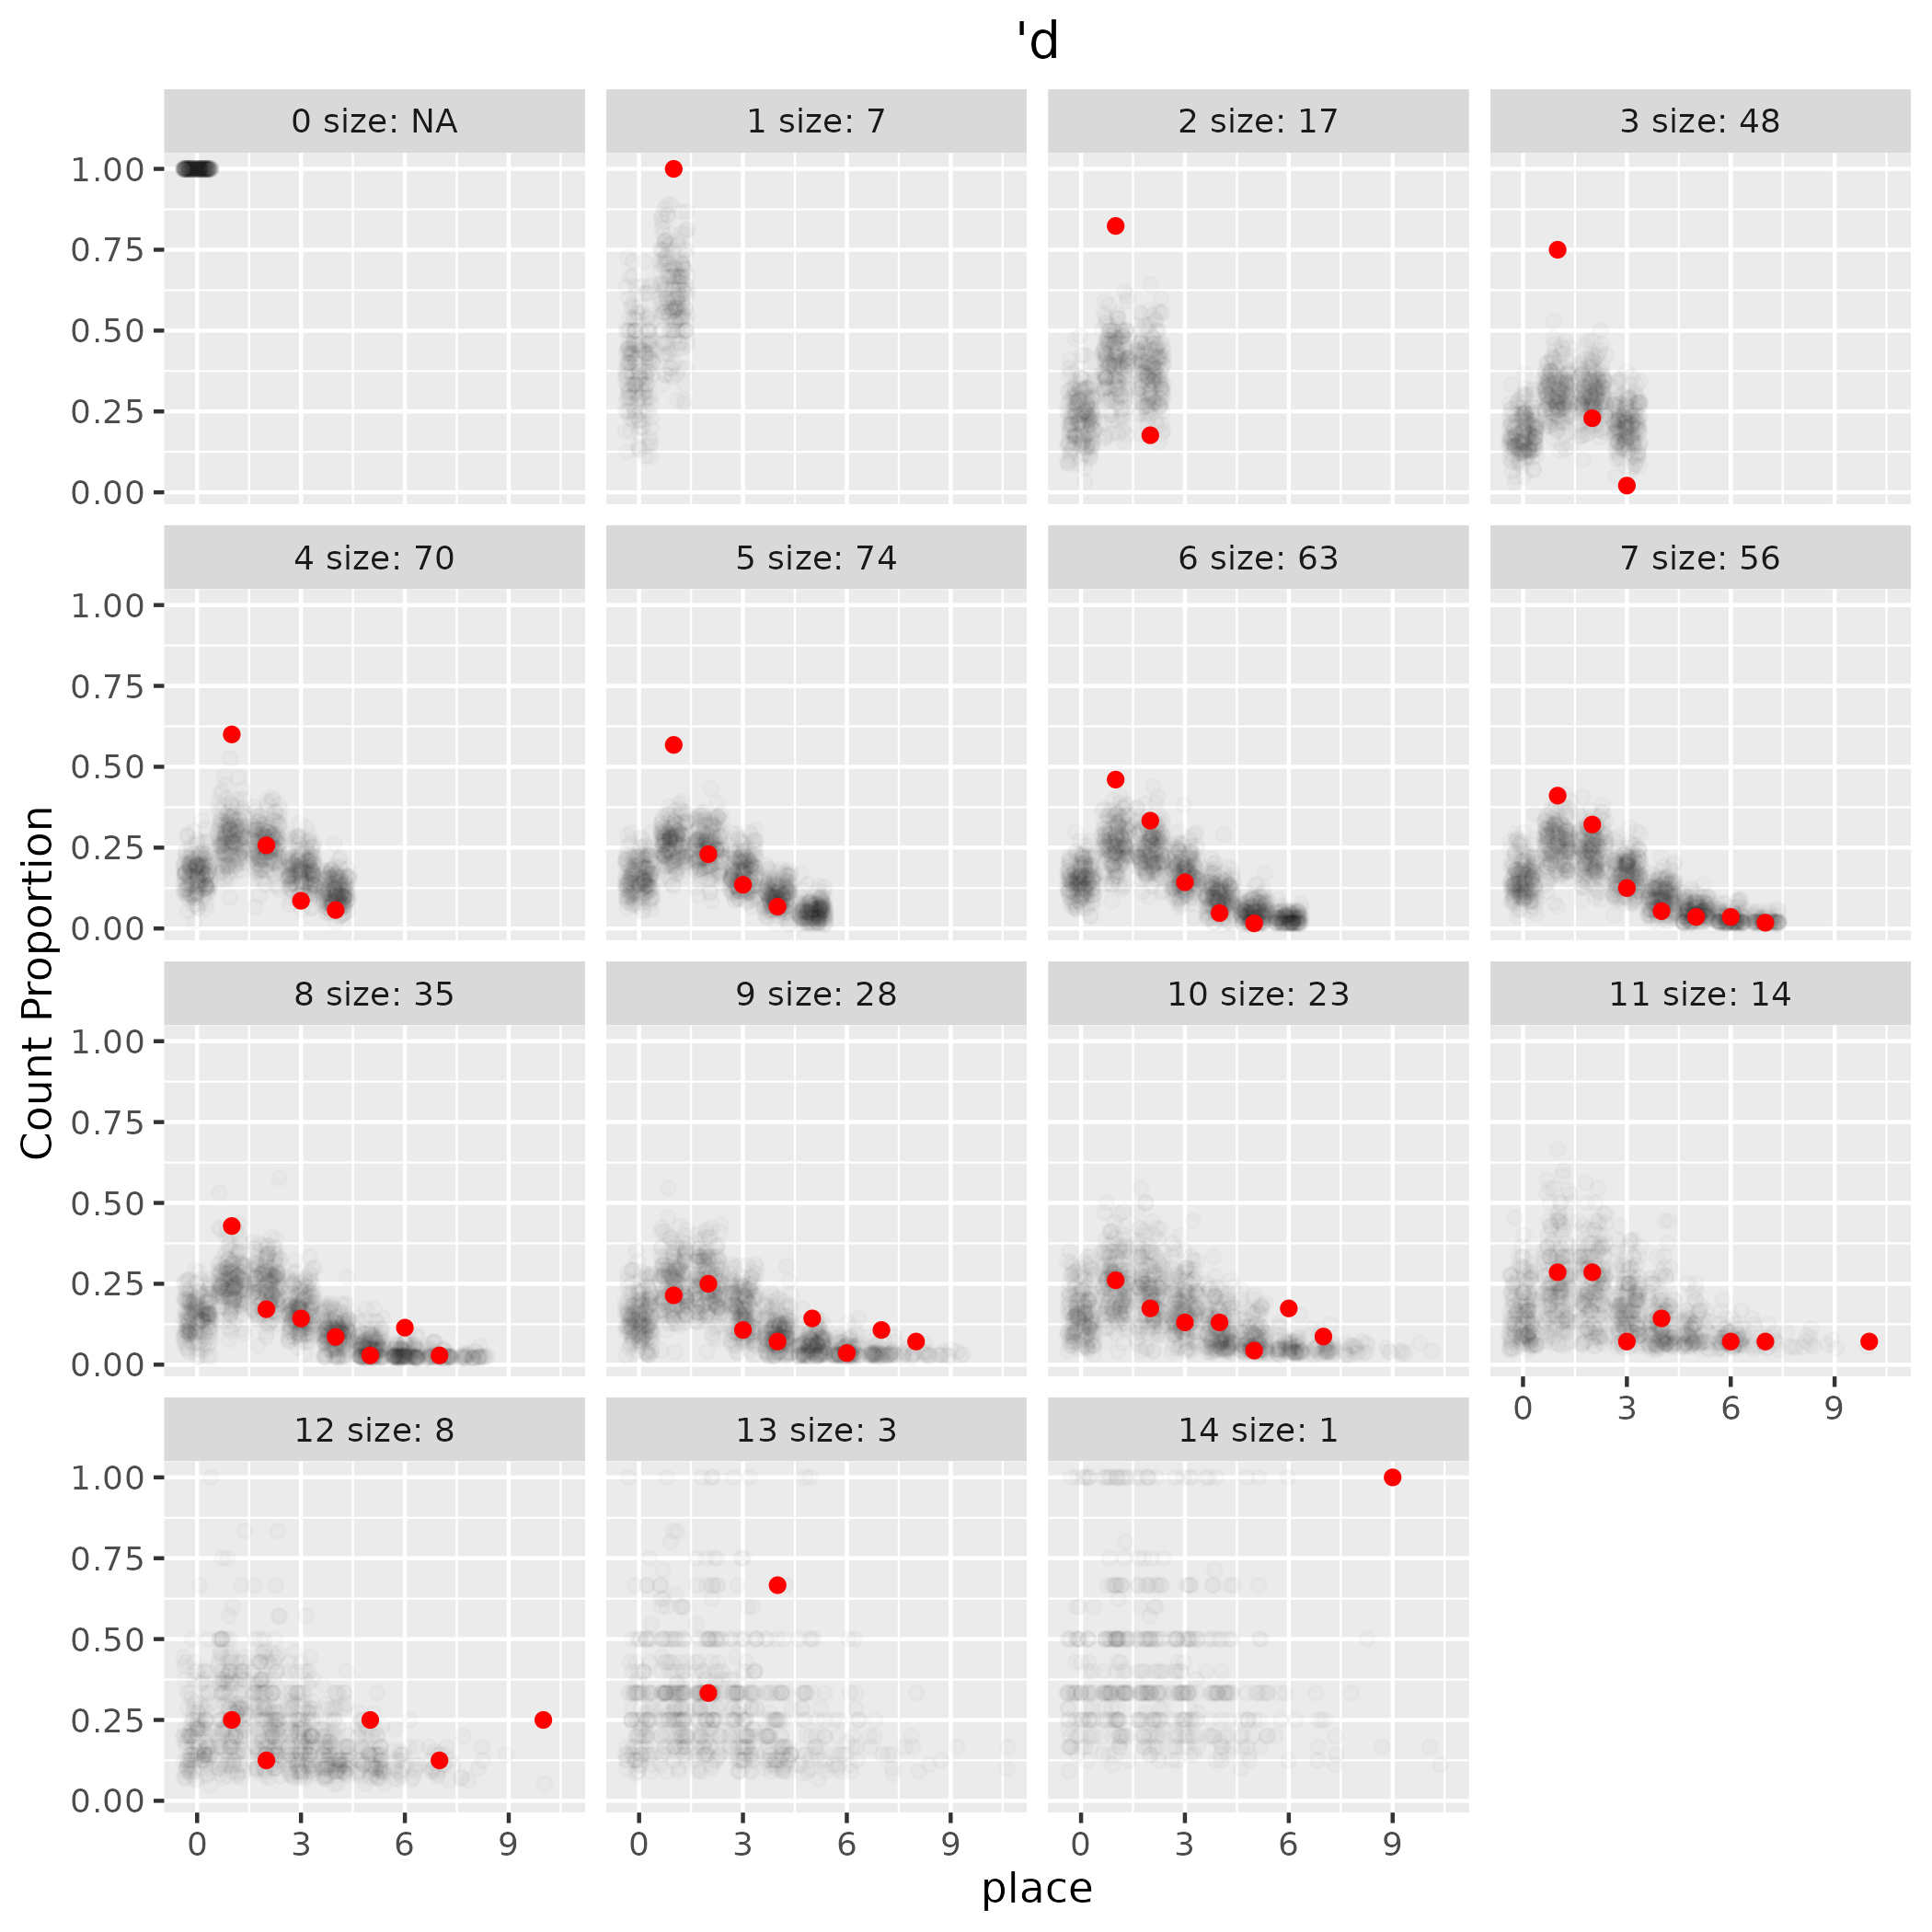 'd
0 size: NA
1 size: 7
2 size: 17
3 size: 48
1.00
0.75
0.50
0.25
0.00
4 size: 70
5 size: 74
6 size: 63
7 size: 56
1.00
0.75
0.50
0.25
0.00
Count Proportion
8 size: 35
9 size: 28
10 size: 23
11 size: 14
1.00
0.75
0.50
0.25
0.00
0 3 6 9
12 size: 8
13 size: 3
14 size: 1
1.00
0.75
0.50
0.25
0.00
0 3 6 9
0 3 6 9
0 3 6 9
place